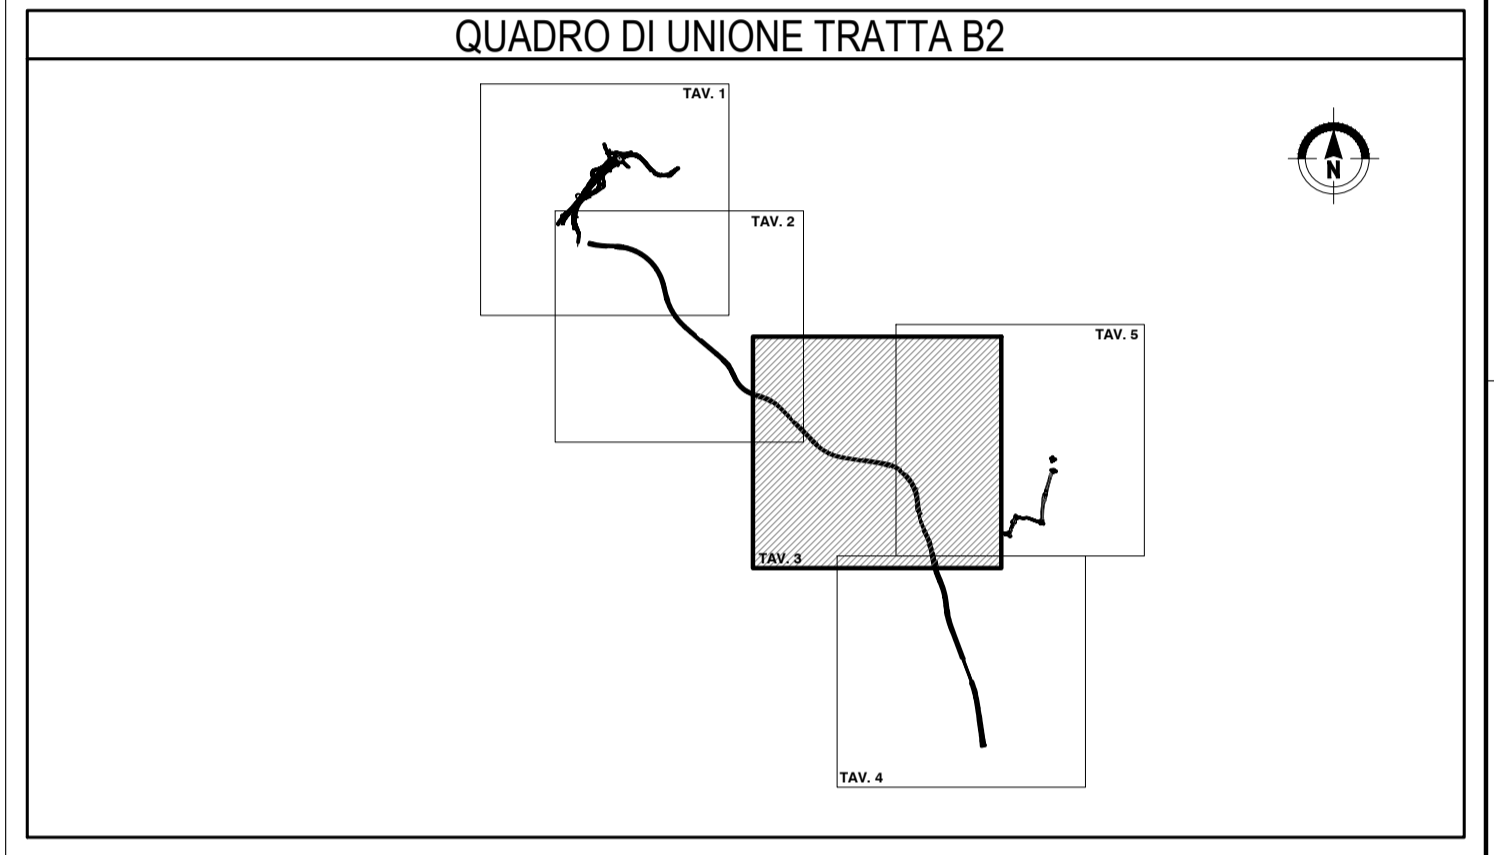 QUADRO DI UNIONE TRATTA B2
TAV. 1
N
TAV. 2
TAV. 5
TAV. 3
TAV. 4